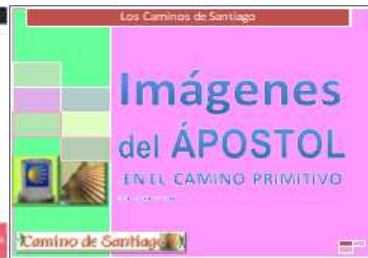 Los Caminos de Santiago
Imágenes
del ÁPOSTOL
EN EL CAMINO PRIMITIVO
Camino de Santiago